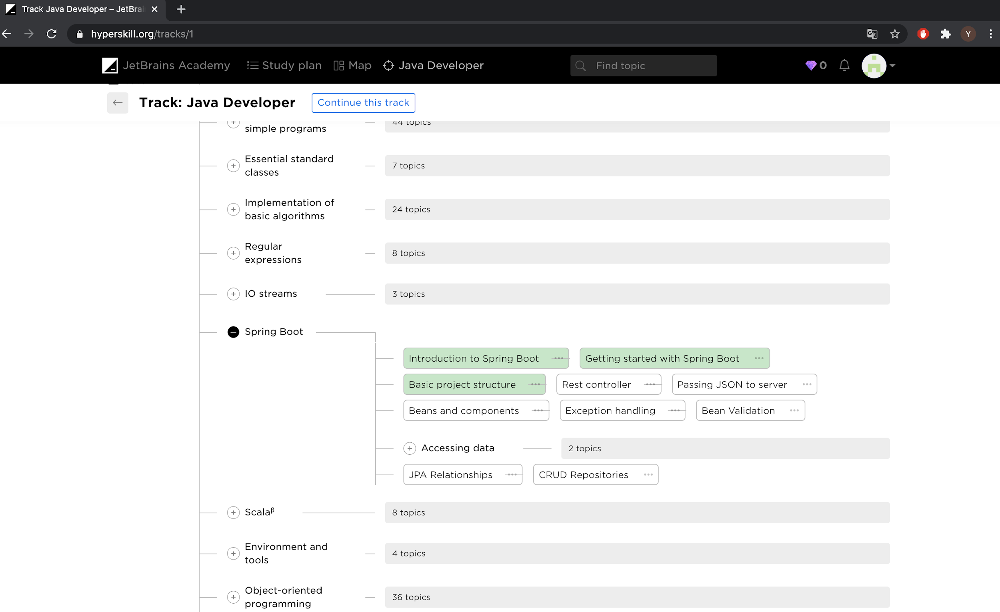 Track Java Developer – JetBrai
hyperskill.org/tracks/1
Y
JetBrains Academy Study plan Map Java Developer Find topic 0
Track: Java Developer Continue this track
simple programs
44 topics
Essential standard
classes
7 topics
Implementation of
basic algorithms
24 topics
Regular
expressions
8 topics
IO streams
3 topics
Spring Boot
Introduction to Spring Boot ••• Getting started with Spring Boot •••
Basic project structure ••• Rest controller ••• Passing JSON to server •••
Beans and components ••• Exception handling ••• Bean Validation •••
Accessing data 2 topics
JPA Relationships ••• CRUD Repositories •••
Scalaᵝ
8 topics
Environment and
tools
4 topics
Object-oriented
programming
36 topics